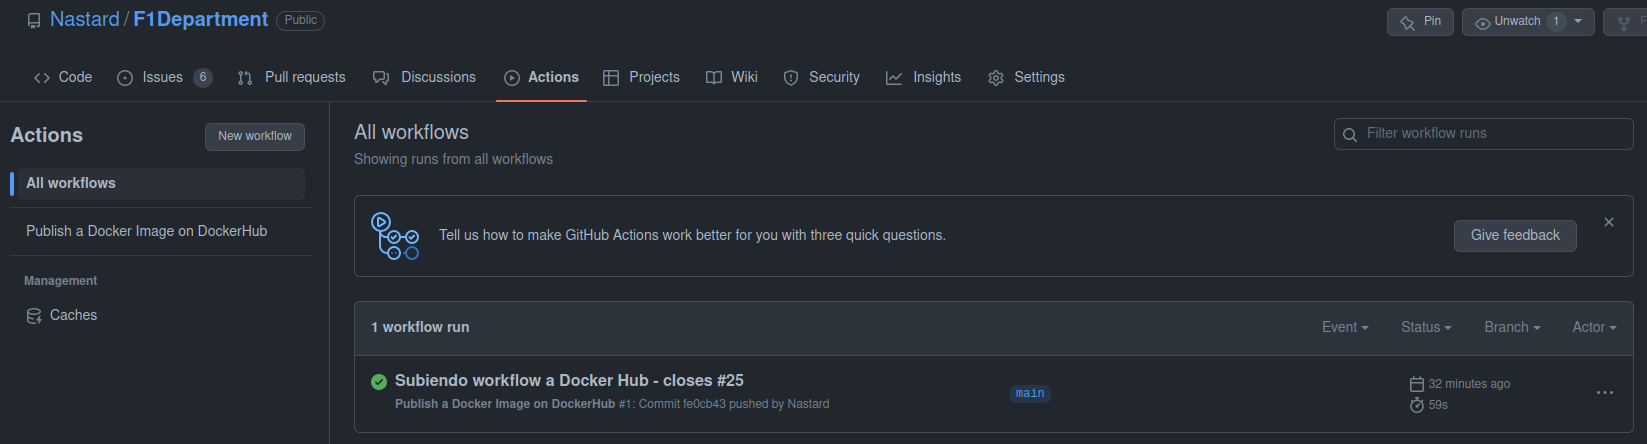 Nastard / F1Department Public
Pin
Unwatch 1
Code
Issues 6
Pull requests
Discussions
Actions
Projects
Wiki
Security
Insights
Settings
Actions
New workflow
All workflows
Publish a Docker Image on DockerHub
Management
Caches
All workflows
Showing runs from all workflows
Filter workflow runs
Tell us how to make GitHub Actions work better for you with three quick questions.
Give feedback
1 workflow run
Event
Status
Branch
Actor
Subiendo workflow a Docker Hub - closes #25
Publish a Docker Image on DockerHub #1: Commit fe0cb43 pushed by Nastard
main
32 minutes ago
59s